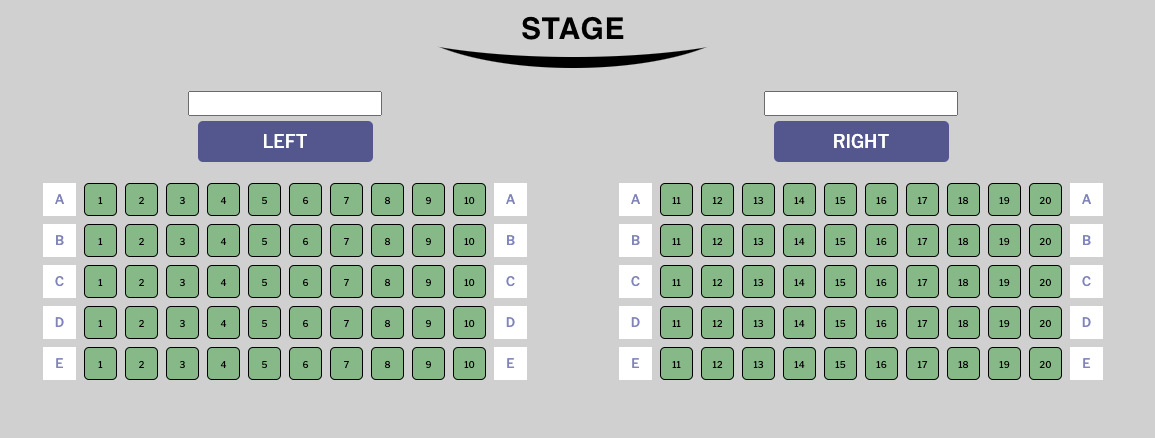 STAGE
LEFT RIGHT
A 1 2 3 4 5 6 7 8 9 10 A A 11 12 13 14 15 16 17 18 19 20 A
B 1 2 3 4 5 6 7 8 9 10 B B 11 12 13 14 15 16 17 18 19 20 B
C 1 2 3 4 5 6 7 8 9 10 C C 11 12 13 14 15 16 17 18 19 20 C
D 1 2 3 4 5 6 7 8 9 10 D D 11 12 13 14 15 16 17 18 19 20 D
E 1 2 3 4 5 6 7 8 9 10 E E 11 12 13 14 15 16 17 18 19 20 E